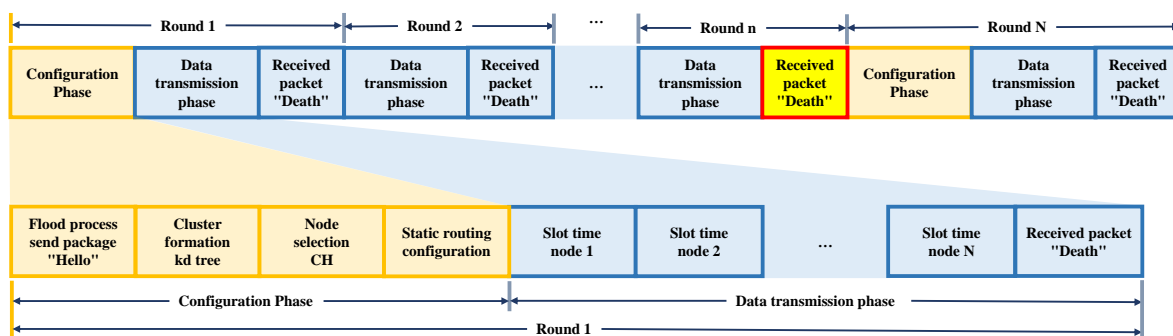 Round 1
Round 2
...
Round n
Round N
Configuration
Phase
Data
transmission
phase
Received
packet
"Death"
Data
transmission
phase
Received
packet
"Death"
...
Data
transmission
phase
Received
packet
"Death"
Configuration
Phase
Data
transmission
phase
Received
packet
"Death"
Flood process
send package
"Hello"
Cluster
formation
kd tree
Node
selection
CH
Static routing
configuration
Slot time
node 1
Slot time
node 2
...
Slot time
node N
Received packet
"Death"
Configuration Phase
Data transmission phase
Round 1